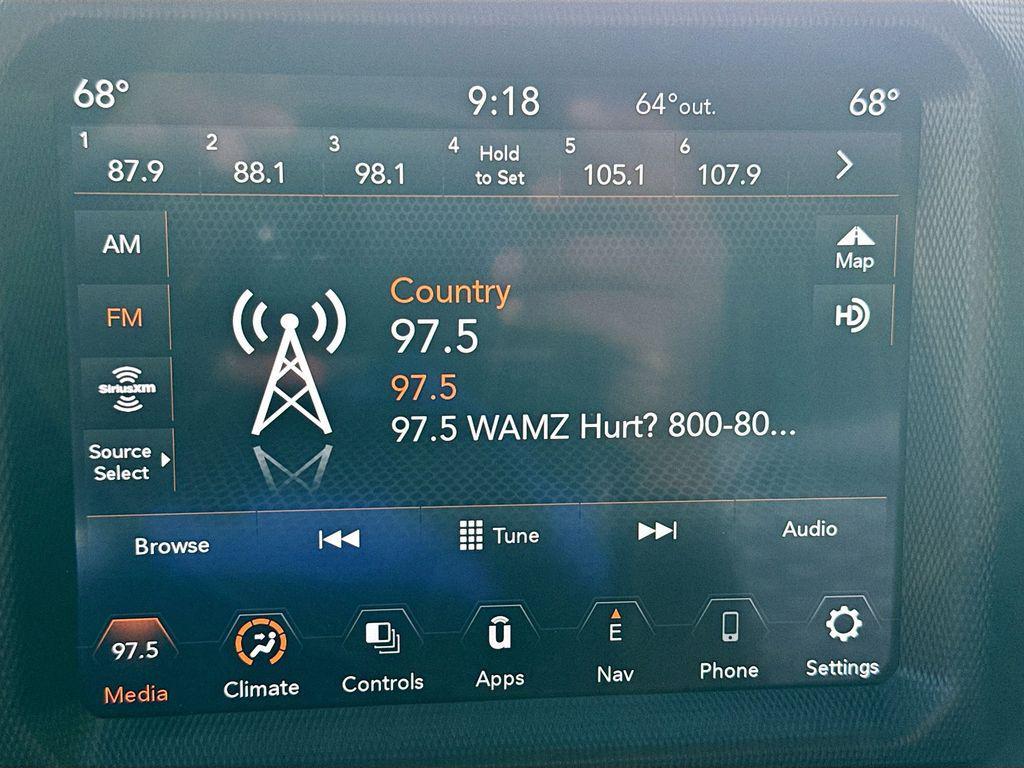 68° 9:18 64°out. 68°
1 2 3 4 5 6
87.9 88.1 98.1 Hold to Set 105.1 107.9
AM
Map
FM
HD
SiriusXM
Source
Select
Country
97.5
97.5
97.5 WAMZ Hurt? 800-80...
Browse Tune Audio
97.5 E
Media Climate Controls Apps Nav Phone Settings